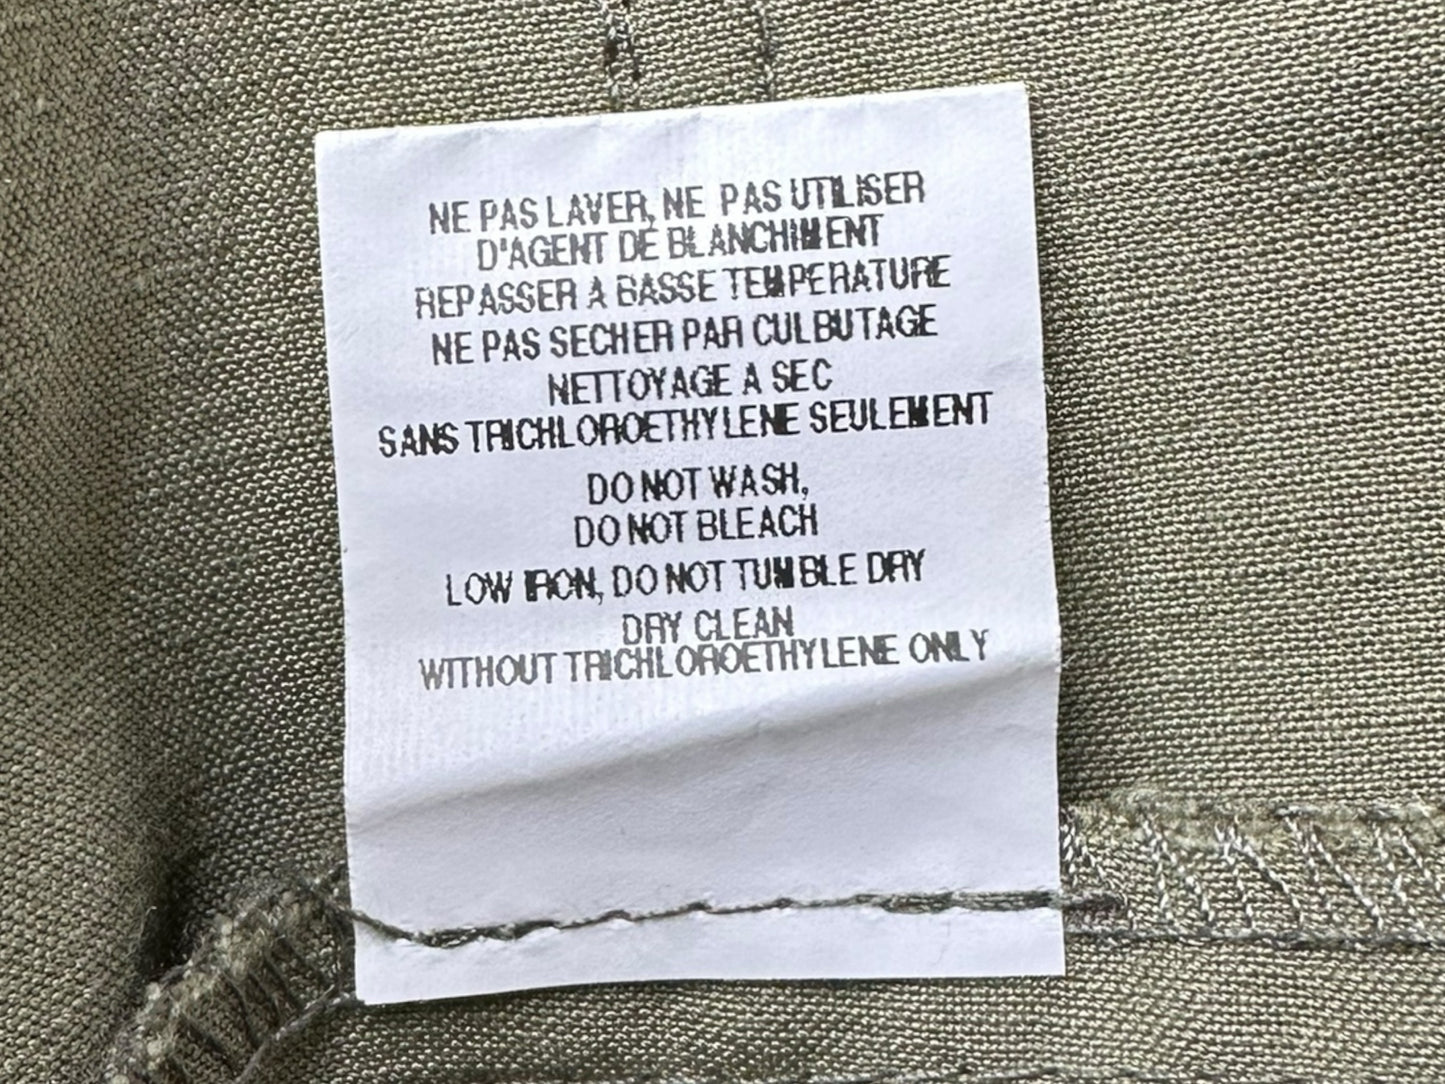 NE PAS LAVER, NE PAS UTILISER
D'AGENT DE BLANCHIMENT
REPASSER A BASSE TEMPERATURE
NE PAS SECHER PAR CULBUTAGE
NETTOYAGE A SEC
SANS TRICHLOROETHYLENE SEULEMENT
DO NOT WASH,
DO NOT BLEACH
LOW IRON, DO NOT TUMBLE DRY
DRY CLEAN
WITHOUT TRICHLOROETHYLENE ONLY